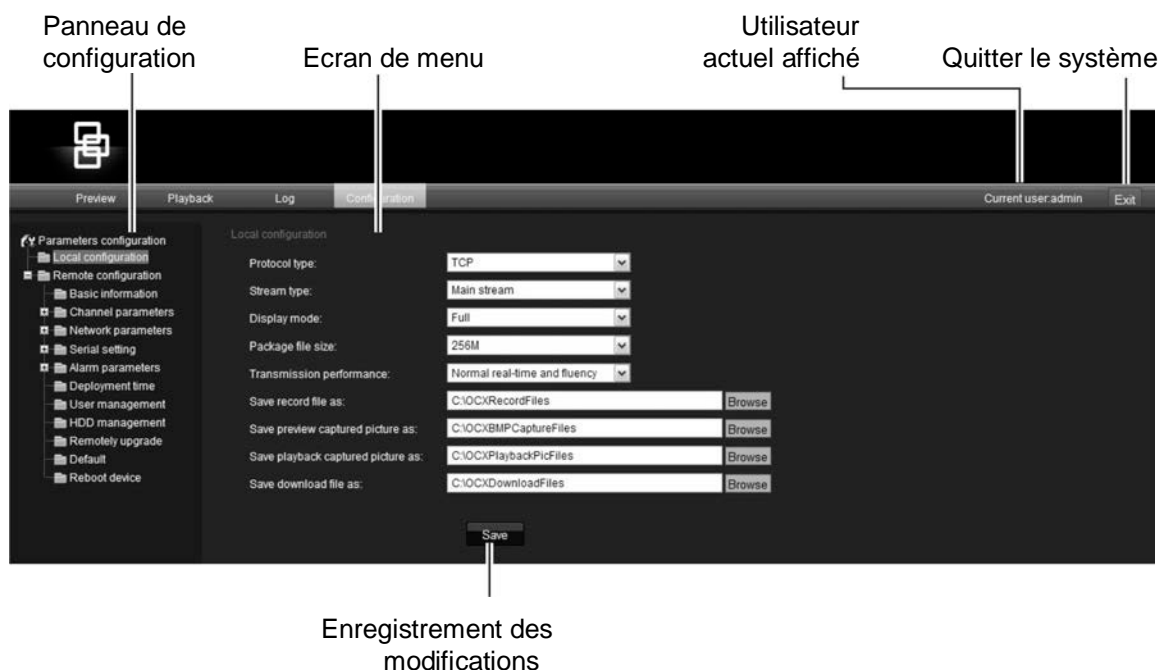 Panneau de
configuration
Ecran de menu
Utilisateur
actuel affiché
Quitter le système
Preview Playback Log Configuration Current user:admin Exit
Parameters configuration
Local configuration
Remote configuration
Basic information
Channel parameters
Network parameters
Serial setting
Alarm parameters
Deployment time
User management
HDD management
Remotely upgrade
Default
Reboot device
Local configuration
Protocol type: TCP
Stream type: Main stream
Display mode: Full
Package file size: 256M
Transmission performance: Normal real-time and fluency
Save record file as: C:\OCXRecordFiles Browse
Save preview captured picture as: C:\OCXBMPCaptureFiles Browse
Save playback captured picture as: C:\OCXPlaybackPicFiles Browse
Save download file as: C:\OCXDownloadFiles Browse
Save
Enregistrement des
modifications